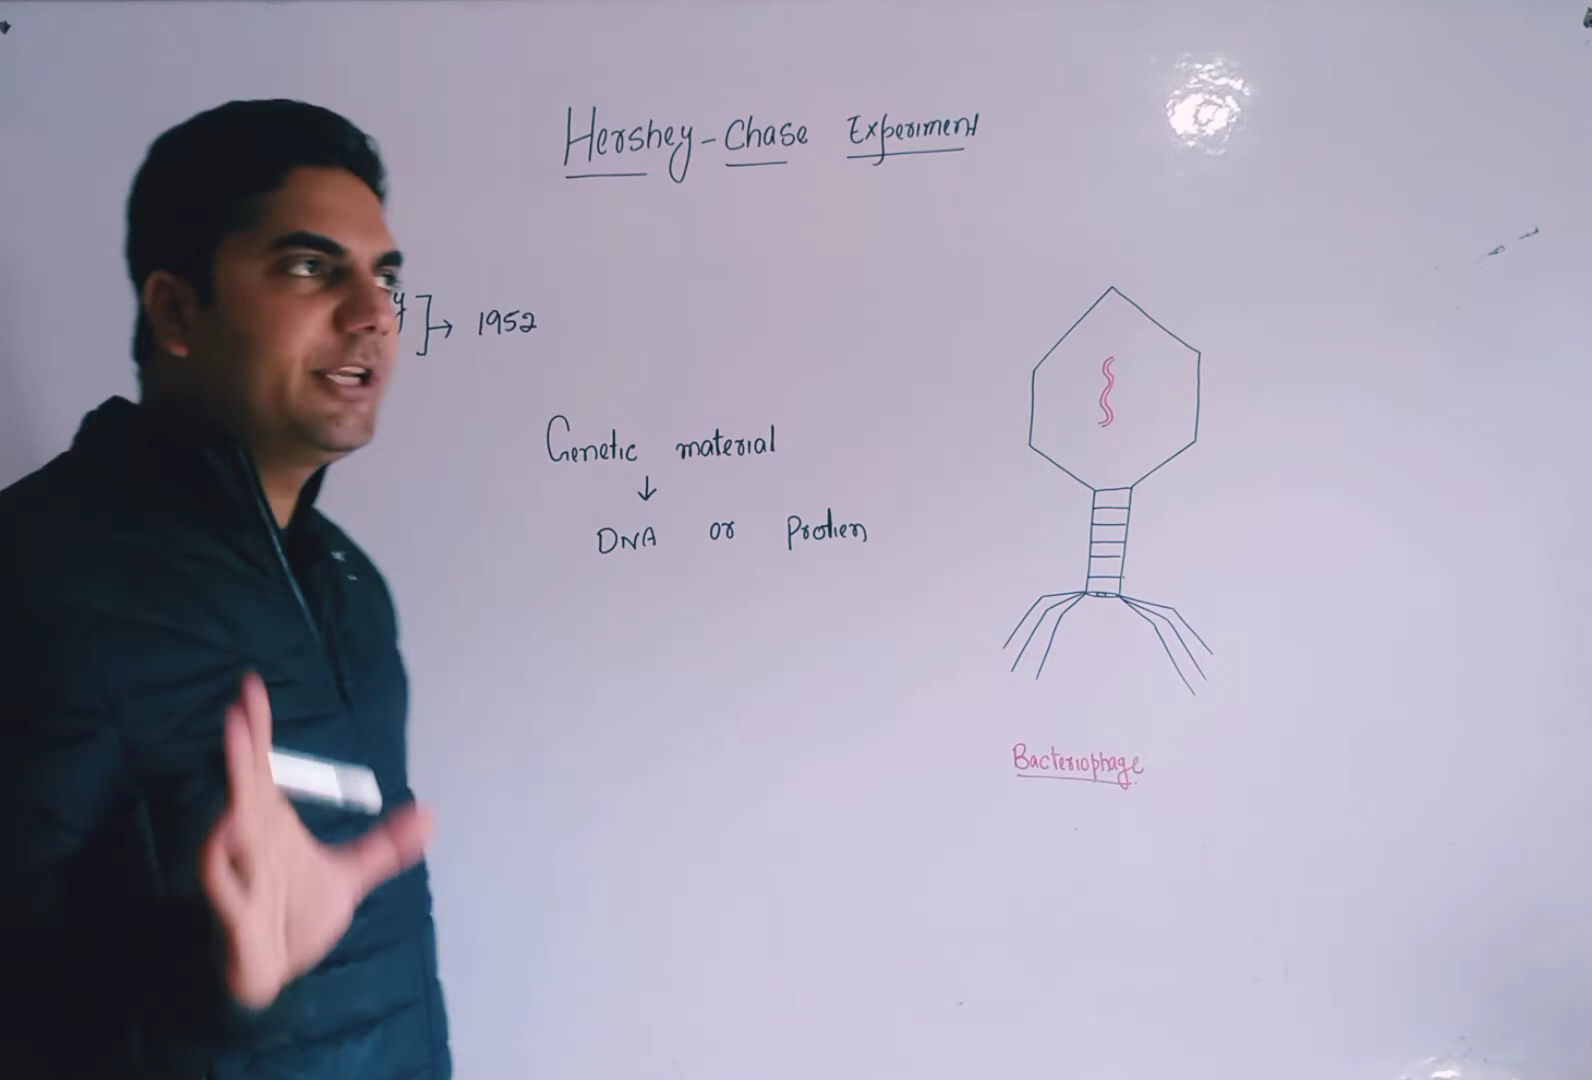 Hershey-Chase Experiment
y ]→ 1952
Genetic material
↓
DNA or Protien
Bacteriophage